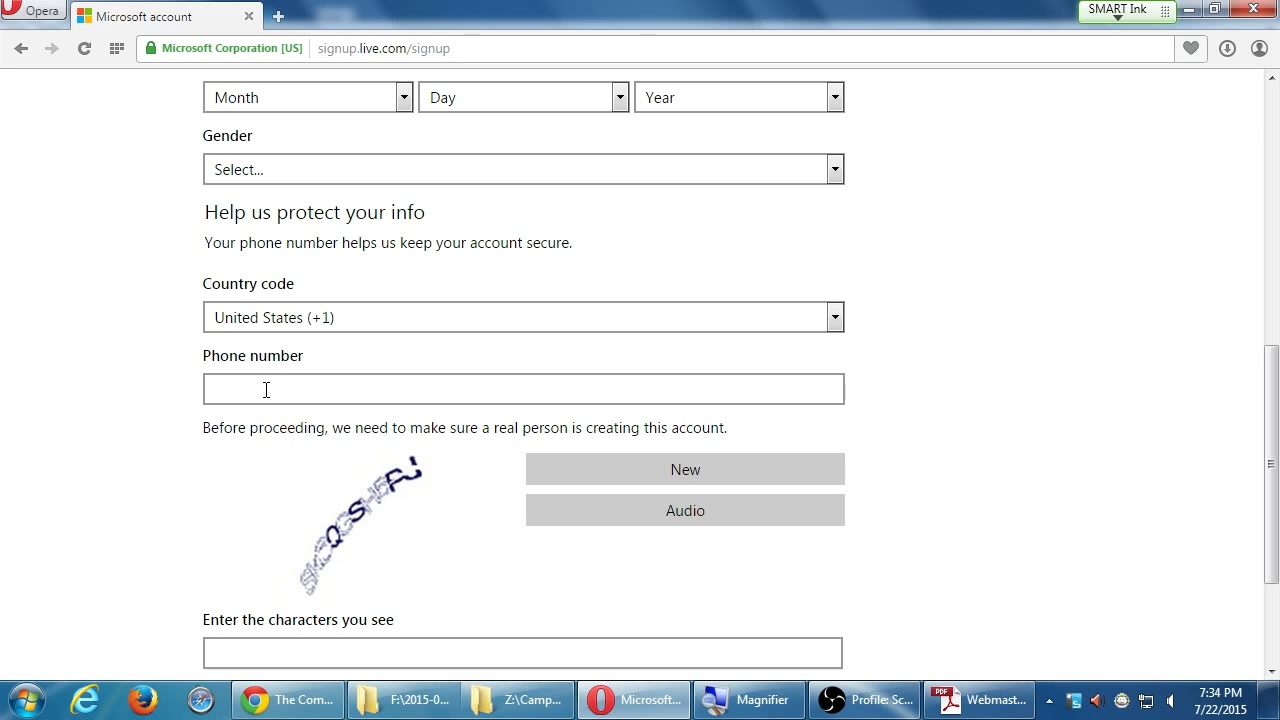 Opera
Microsoft account
SMART Ink
Microsoft Corporation [US]
signup.live.com/signup
Month
Day
Year
Gender
Select...
Help us protect your info
Your phone number helps us keep your account secure.
Country code
United States (+1)
Phone number
Before proceeding, we need to make sure a real person is creating this account.
New
Audio
Enter the characters you see
The Com...
F:\2015-0...
Z:\Camp...
Microsoft...
Magnifier
Profile: Sc...
PDF
Webmast...
7:34 PM
7/22/2015